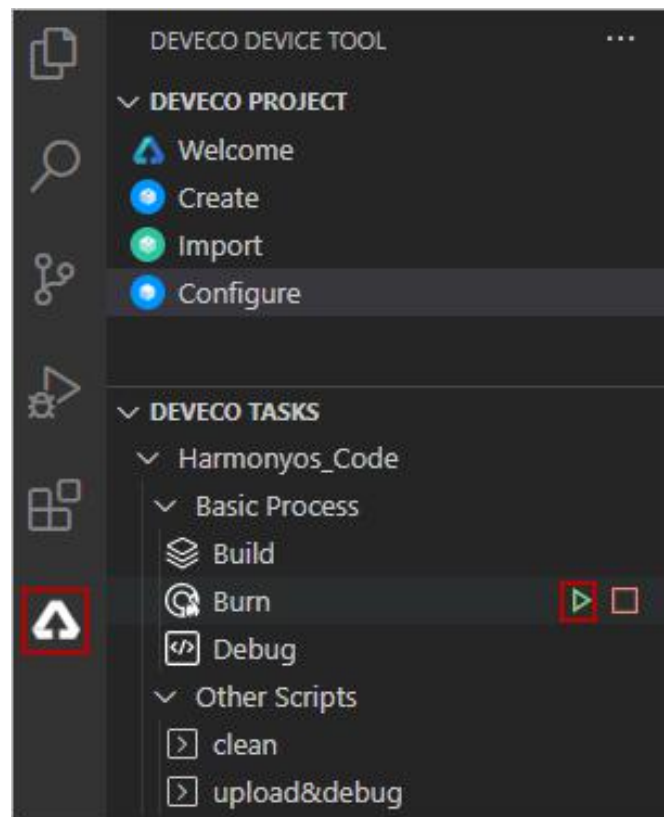 DEVECO DEVICE TOOL ...
DEVECO PROJECT
Welcome
Create
Import
Configure
DEVECO TASKS
Harmonyos_Code
Basic Process
Build
Burn
Debug
Other Scripts
clean
upload&debug